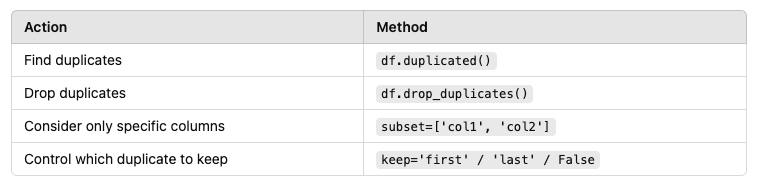 Action Method
Find duplicates df.duplicated()
Drop duplicates df.drop_duplicates()
Consider only specific columns subset=['col1', 'col2']
Control which duplicate to keep keep='first' / 'last' / False